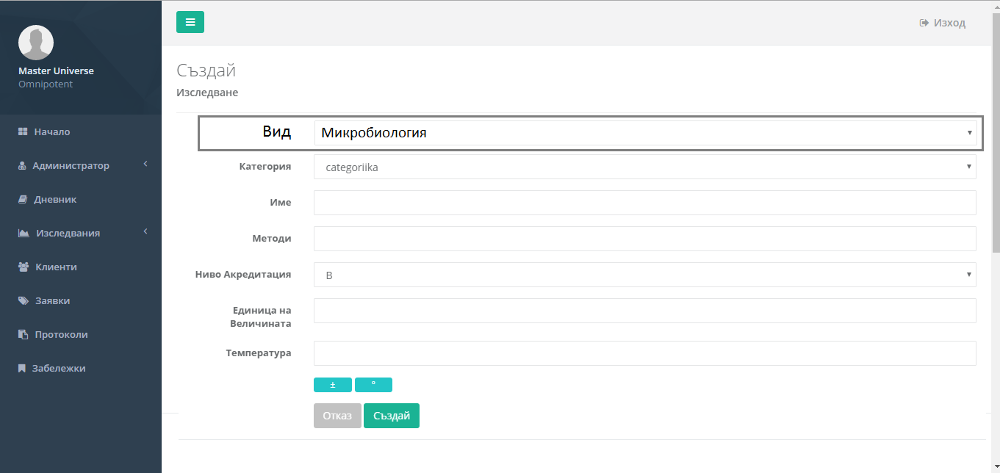 Master Universe
Omnipotent
Начало
Администратор
Дневник
Изследвания
Клиенти
Заявки
Протоколи
Забележки
Изход
Създай
Изследване
Вид Микробиология
Категория categoriika
Име
Методи
Ниво Акредитация B
Единица на
Величината
Температура
± °
Отказ Създай